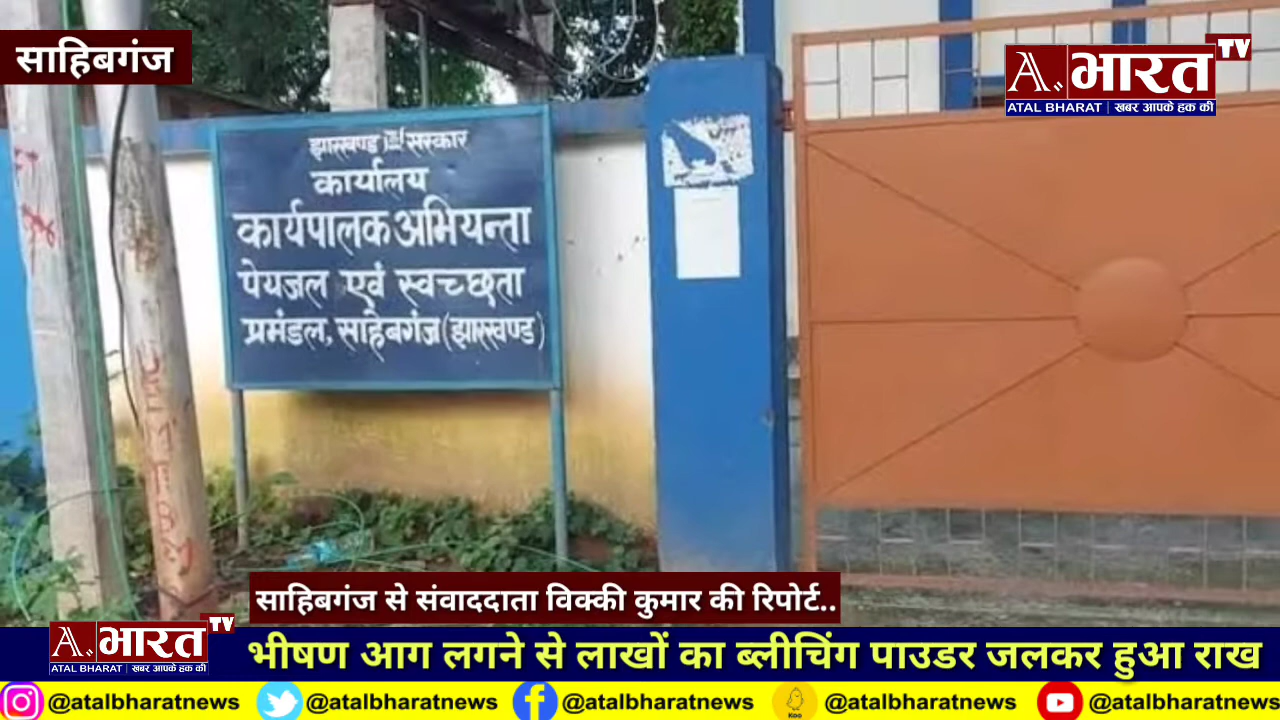 साहिबगंज
A.भारत TV
ATAL BHARAT | खबर आपके हक की
झारखण्ड सरकार
कार्यालय
कार्यपालक अभियन्ता
पेयजल एवं स्वच्छता
प्रमंडल, साहेबगंज (झारखण्ड)
साहिबगंज से संवाददाता विक्की कुमार की रिपोर्ट..
A.भारत TV
ATAL BHARAT | खबर आपके हक की
भीषण आग लगने से लाखों का ब्लीचिंग पाउडर जलकर हुआ राख
@atalbharatnews @atalbharatnews @atalbharatnews Koo @atalbharatnews @atalbharatnews